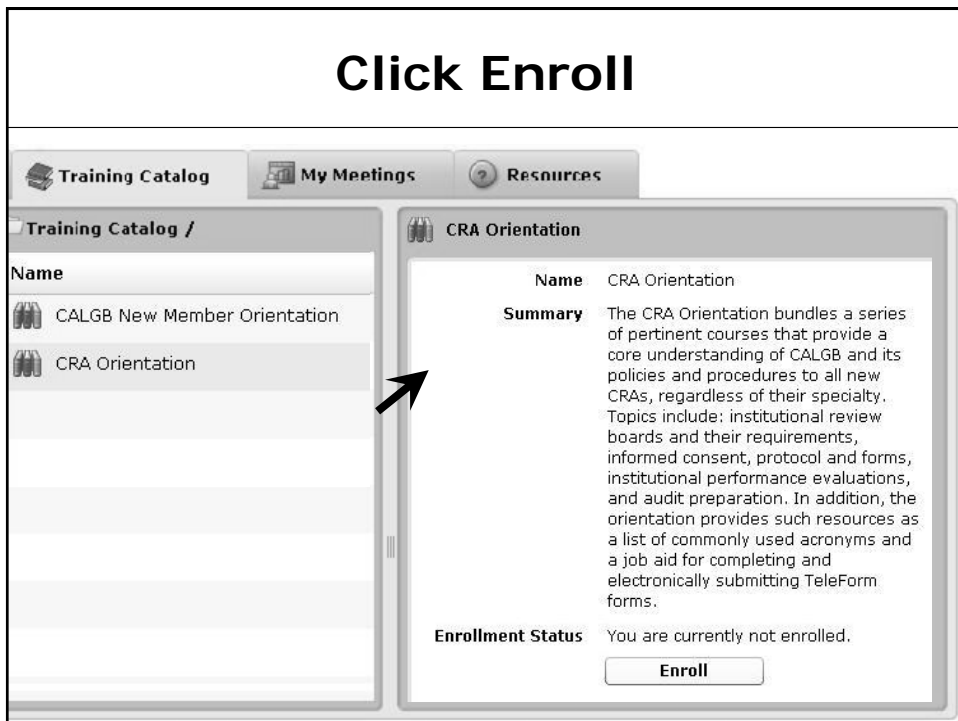 Click Enroll
Training Catalog
My Meetings
Resources
Training Catalog /
Name
CALGB New Member Orientation
CRA Orientation
CRA Orientation
Name CRA Orientation
Summary The CRA Orientation bundles a series
of pertinent courses that provide a
core understanding of CALGB and its
policies and procedures to all new
CRAs, regardless of their specialty.
Topics include: institutional review
boards and their requirements,
informed consent, protocol and forms,
institutional performance evaluations,
and audit preparation. In addition, the
orientation provides such resources as
a list of commonly used acronyms and
a job aid for completing and
electronically submitting TeleForm
forms.
Enrollment Status You are currently not enrolled.
Enroll